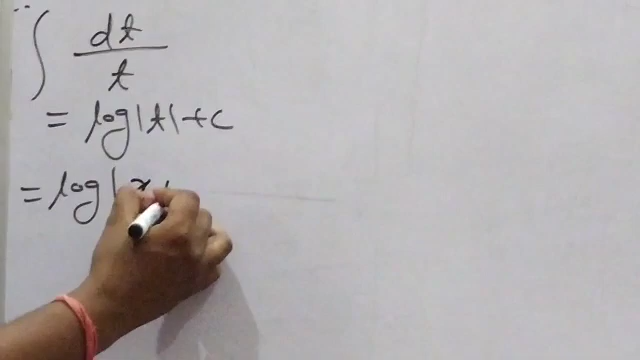 ∫ dt/t
= log|t|+c
= log|x